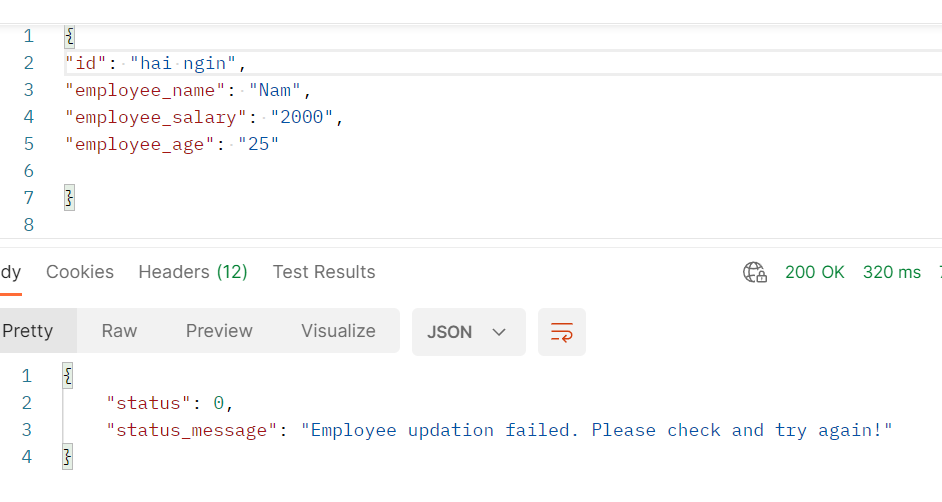 1 {
2 "id": "hai ngin",
3 "employee_name": "Nam",
4 "employee_salary": "2000",
5 "employee_age": "25"
6
7 }
8
dy Cookies Headers (12) Test Results 200 OK 320 ms
Pretty Raw Preview Visualize JSON
1 {
2 "status": 0,
3 "status_message": "Employee updation failed. Please check and try again!"
4 }